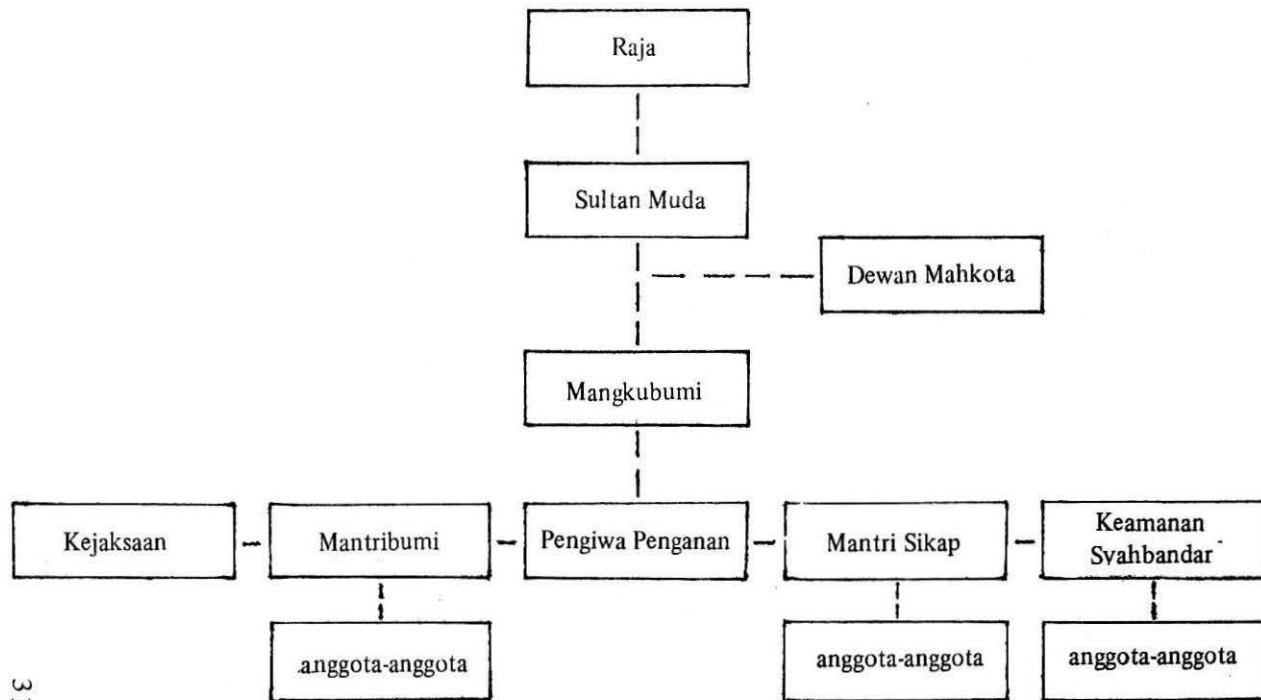 Raja
Sultan Muda
Dewan Mahkota
Mangkubumi
Kejaksaan
Mantribumi
Pengiwa Penganan
Mantri Sikap
Keamanan
Syahbandar
anggota-anggota
anggota-anggota
anggota-anggota